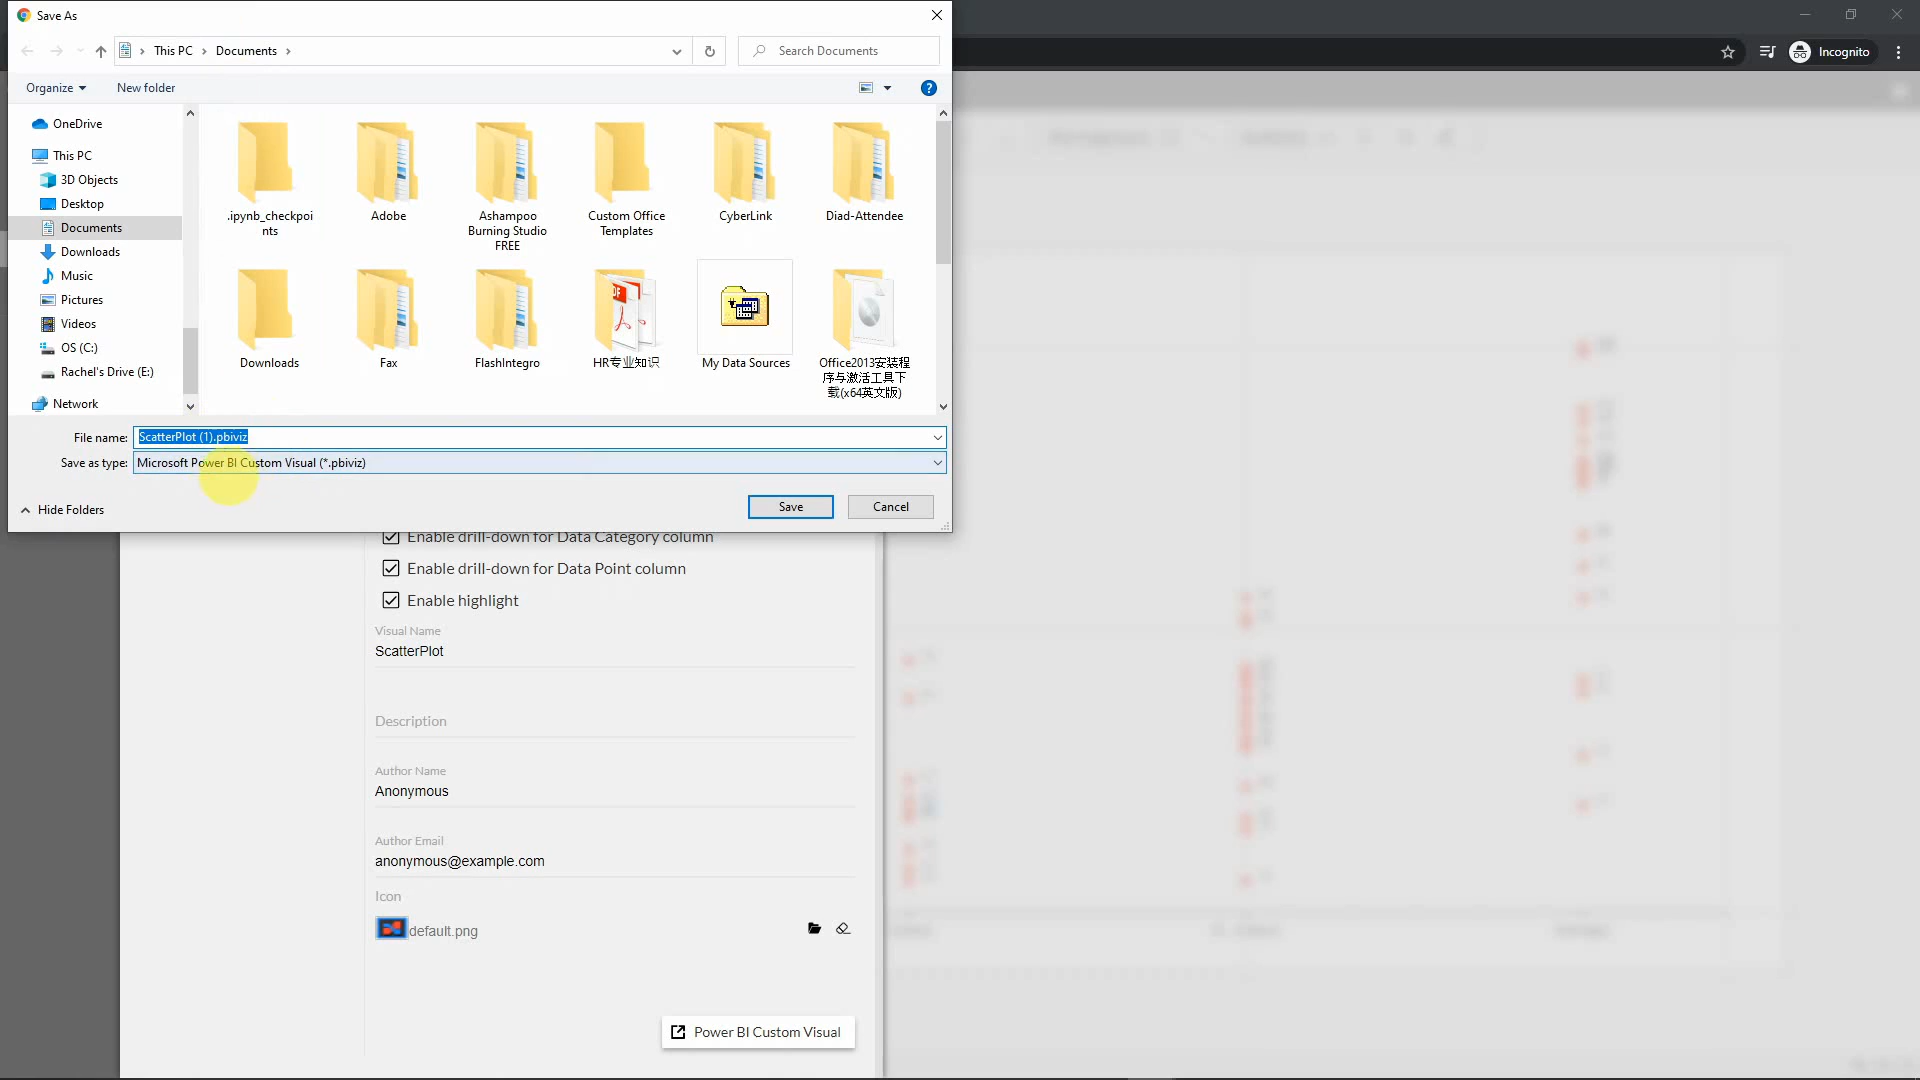 Save As
This PC
Documents
Search Documents
Incognito
Organize
New folder
OneDrive
This PC
3D Objects
Desktop
Documents
Downloads
Music
Pictures
Videos
OS (C:)
Rachel's Drive (E:)
Network
.ipynb_checkpoi
nts
Adobe
Ashampoo
Burning Studio
FREE
Custom Office
Templates
CyberLink
Diad-Attendee
Downloads
Fax
FlashIntegro
HR专业知识
My Data Sources
Office2013安装程
序与激活工具下
载(x64英文版)
File name:
ScatterPlot (1).pbiviz
Save as type:
Microsoft Power BI Custom Visual (*.pbiviz)
Hide Folders
Save
Cancel
Enable drill-down for Data Category column
Enable drill-down for Data Point column
Enable highlight
Visual Name
ScatterPlot
Description
Author Name
Anonymous
Author Email
anonymous@example.com
Icon
default.png
Power BI Custom Visual